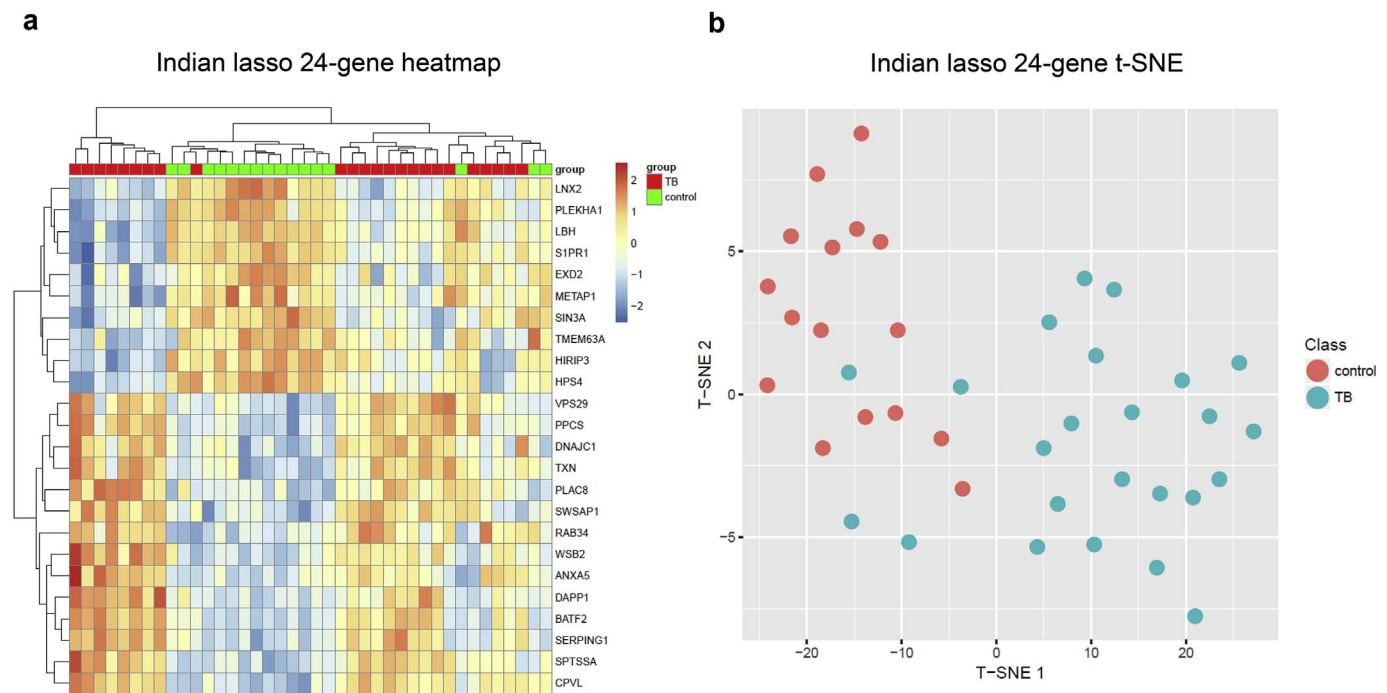 a
Indian lasso 24-gene heatmap
group
LNX2
PLEKHA1
LBH
S1PR1
EXD2
METAP1
SIN3A
TMEM63A
HIRIP3
HPS4
VPS29
PPCS
DNAJC1
TXN
PLAC8
SWSAP1
RAB34
WSB2
ANXA5
DAPP1
BATF2
SERPING1
SPTSSA
CPVL
2
1
0
−1
−2
group
TB
control
b
Indian lasso 24-gene t-SNE
T-SNE 2
5
0
−5
−20
−10
0
10
20
T-SNE 1
Class
control
TB